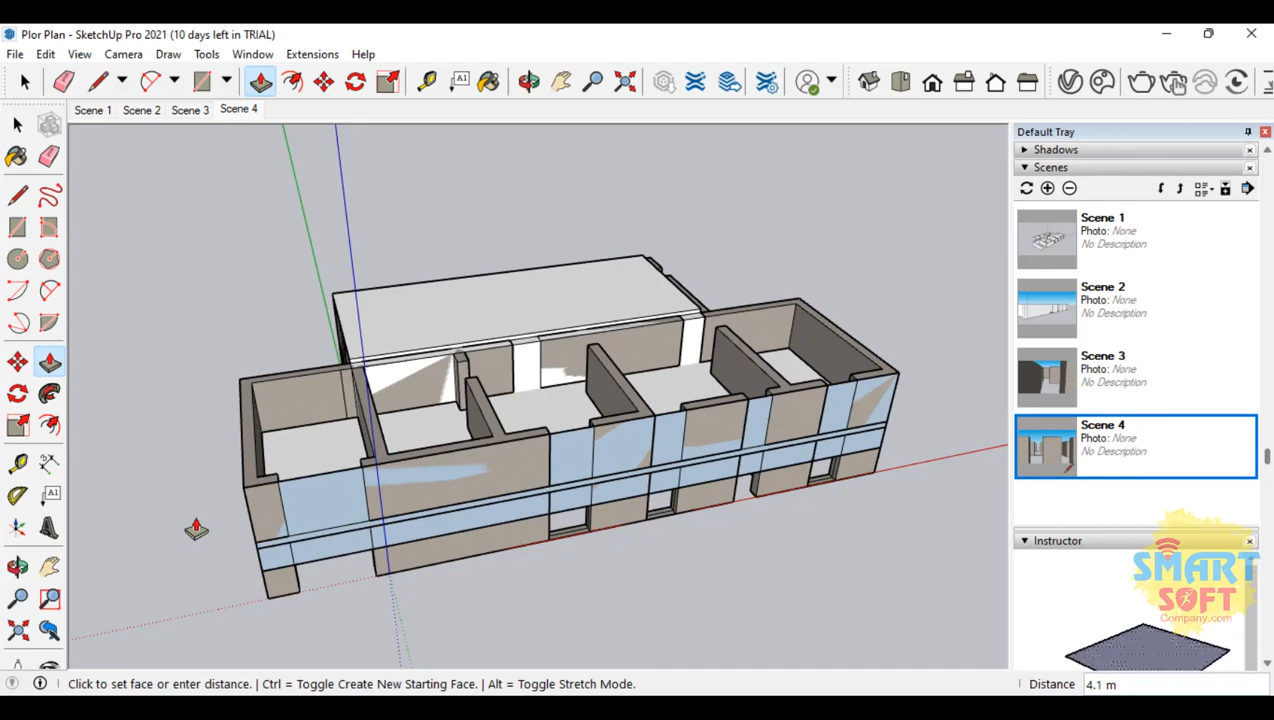 Plor Plan - SketchUp Pro 2021 (10 days left in TRIAL)
File Edit View Camera Draw Tools Window Extensions Help
Scene 1 Scene 2 Scene 3 Scene 4
Default Tray
Shadows
Scenes
Scene 1
Photo: None
No Description
Scene 2
Photo: None
No Description
Scene 3
Photo: None
No Description
Scene 4
Photo: None
No Description
Instructor
SMART
SOFT
Company.com
Click to set face or enter distance. | Ctrl = Toggle Create New Starting Face. | Alt = Toggle Stretch Mode.
Distance 4.1 m